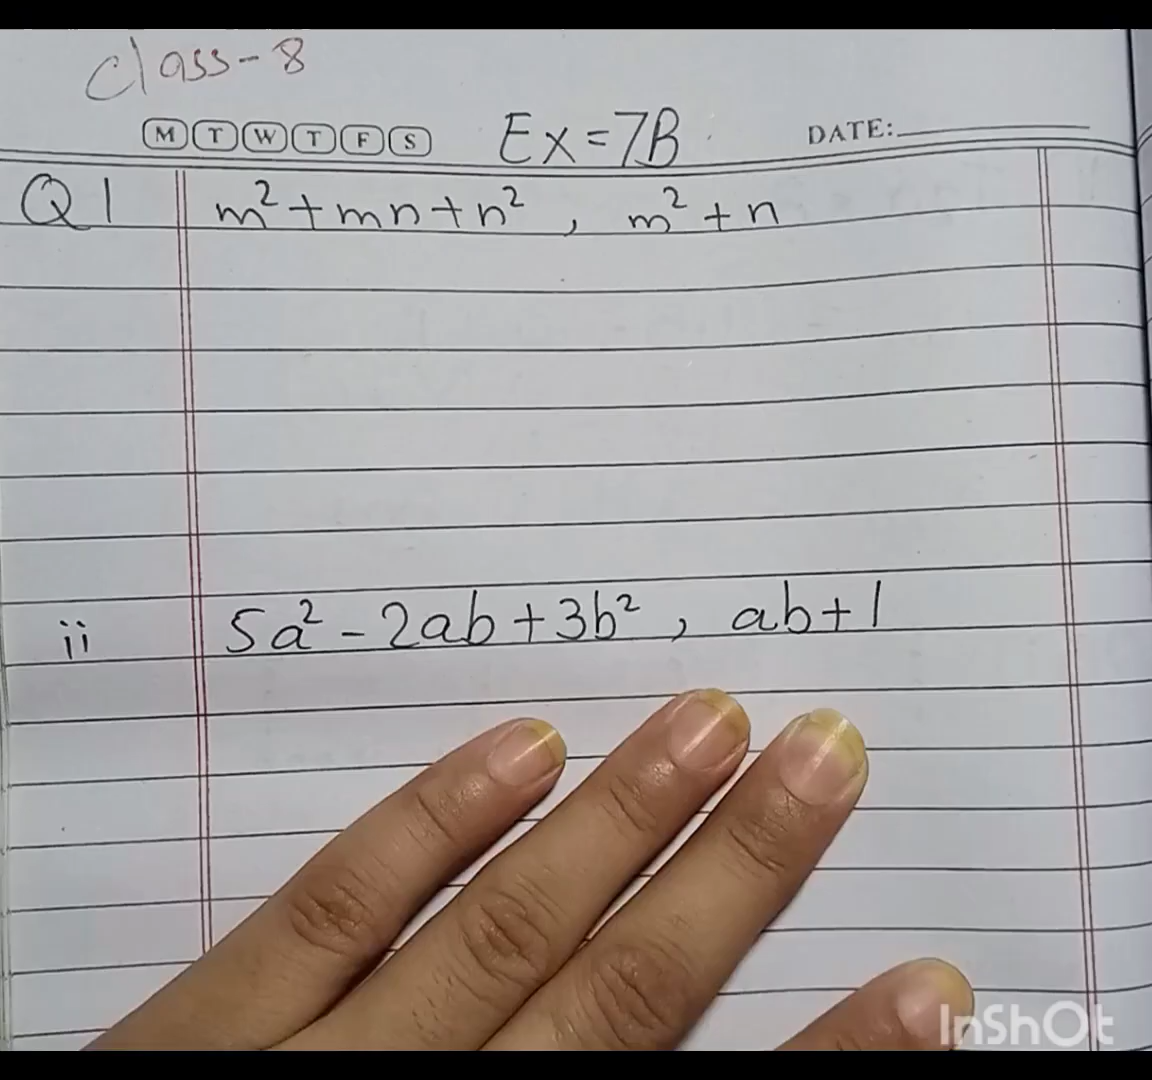 Class-8
M T W T F S Ex=7B DATE:
Q1 m²+mn+n², m²+n
ii 5a²-2ab+3b², ab+1
InShOt